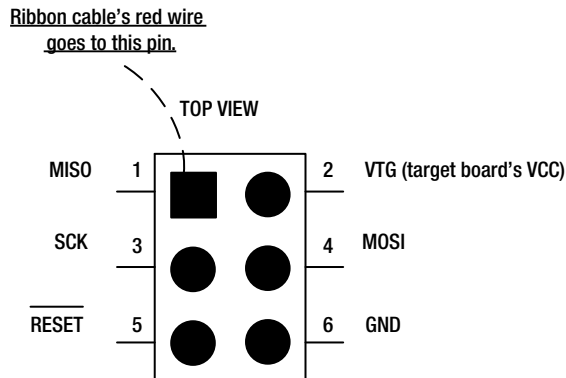 Ribbon cable's red wire
goes to this pin.
TOP VIEW
MISO 1 2 VTG (target board's VCC)
SCK 3 4 MOSI
RESET 5 6 GND